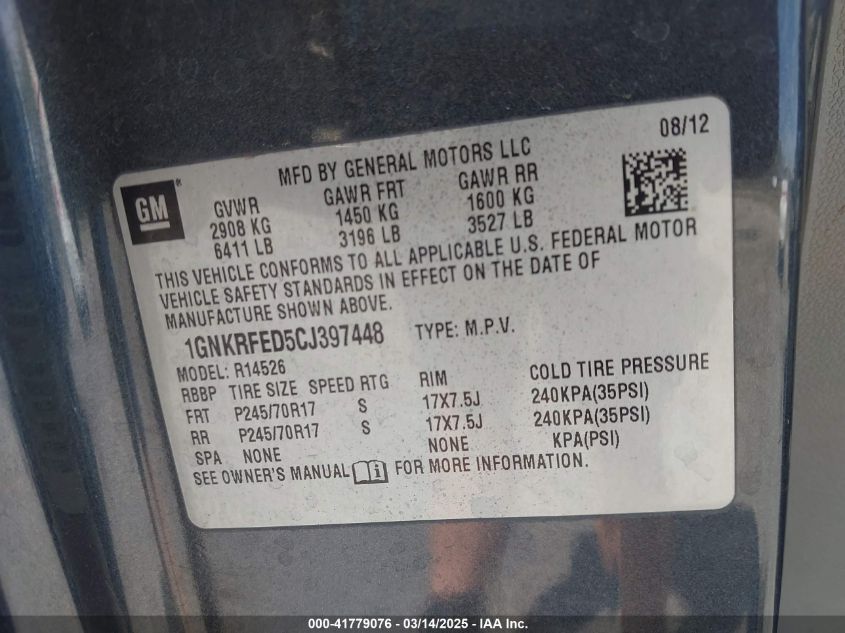 08/12
MFD BY GENERAL MOTORS LLC
GM
GVWR GAWR FRT GAWR RR
2908 KG 1450 KG 1600 KG
6411 LB 3196 LB 3527 LB
THIS VEHICLE CONFORMS TO ALL APPLICABLE U.S. FEDERAL MOTOR
VEHICLE SAFETY STANDARDS IN EFFECT ON THE DATE OF
MANUFACTURE SHOWN ABOVE.
1GNKRFED5CJ397448 TYPE: M.P.V.
MODEL: R14526
RBBP TIRE SIZE SPEED RTG RIM COLD TIRE PRESSURE
FRT P245/70R17 S 17X7.5J 240KPA(35PSI)
RR P245/70R17 S 17X7.5J 240KPA(35PSI)
SPA NONE NONE KPA(PSI)
SEE OWNER'S MANUAL FOR MORE INFORMATION.
000-41779076 - 03/14/2025 - IAA Inc.